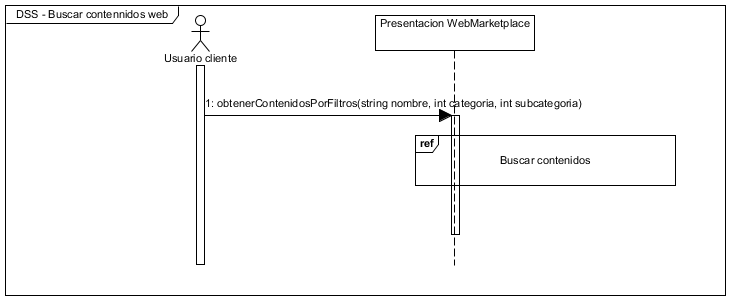 DSS - Buscar contennidos web
Presentacion WebMarketplace
Usuario cliente
1: obtenerContenidosPorFiltros(string nombre, int categoria, int subcategoria)
ref
Buscar contenidos